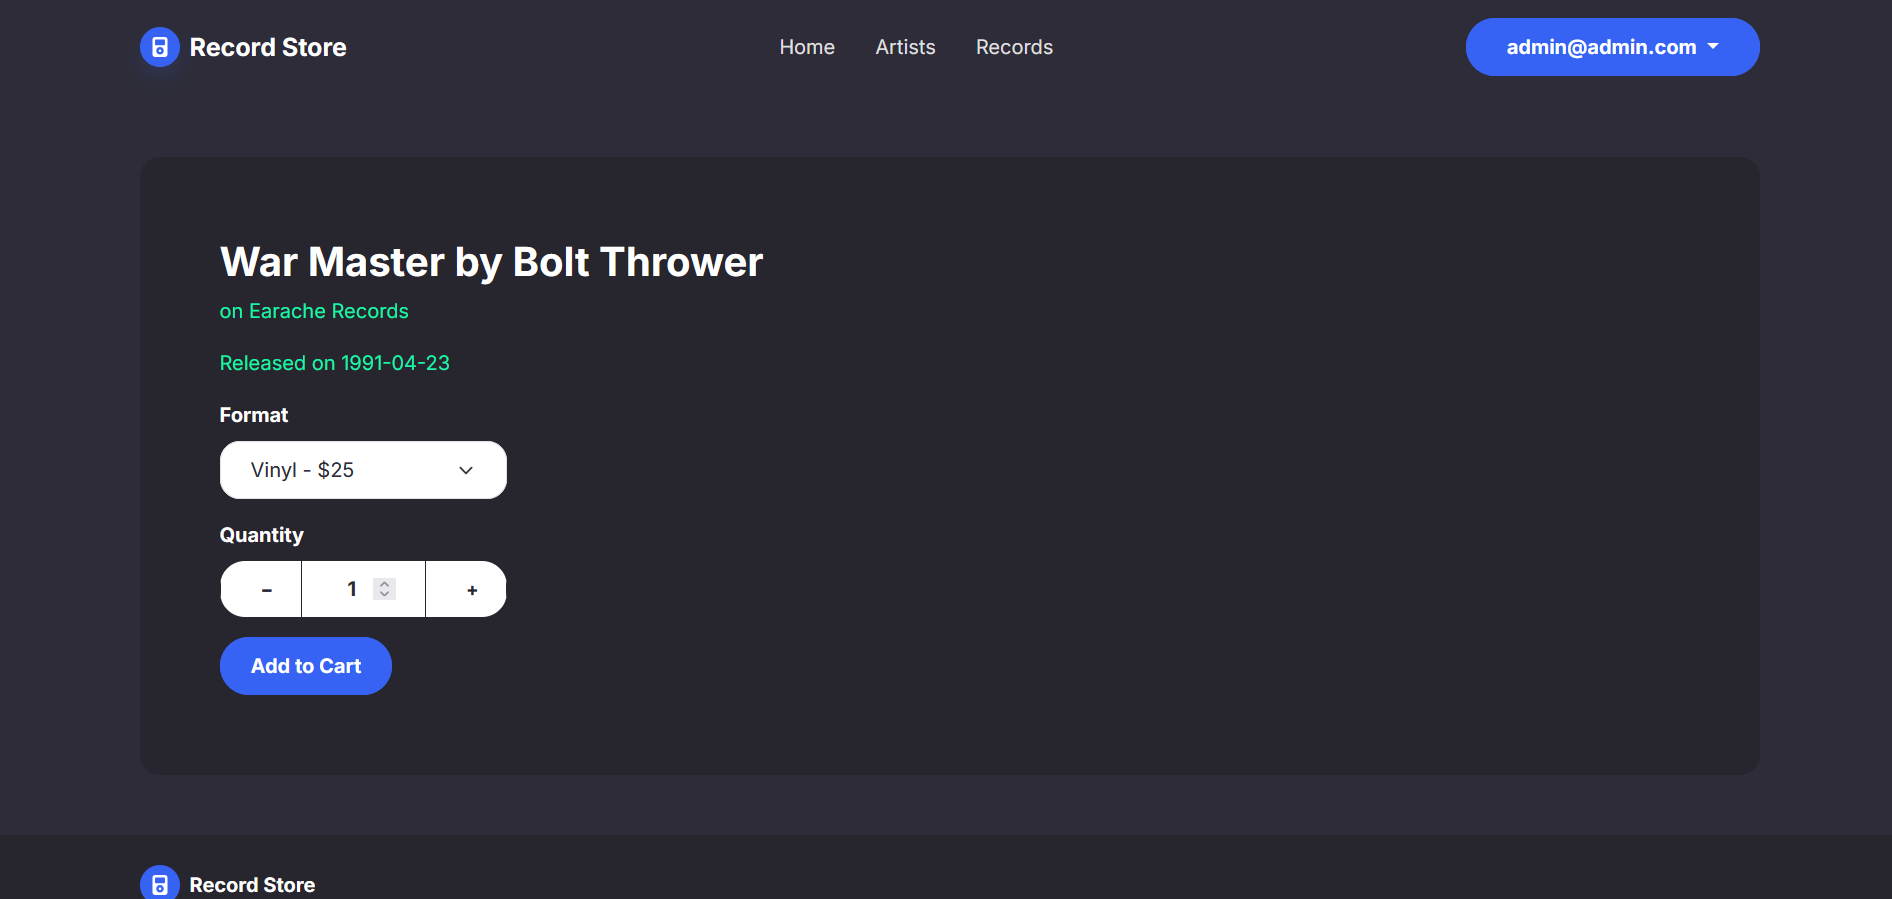 Record Store
Home
Artists
Records
admin@admin.com
War Master by Bolt Thrower
on Earache Records
Released on 1991-04-23
Format
Vinyl - $25
Quantity
-
1
+
Add to Cart
Record Store